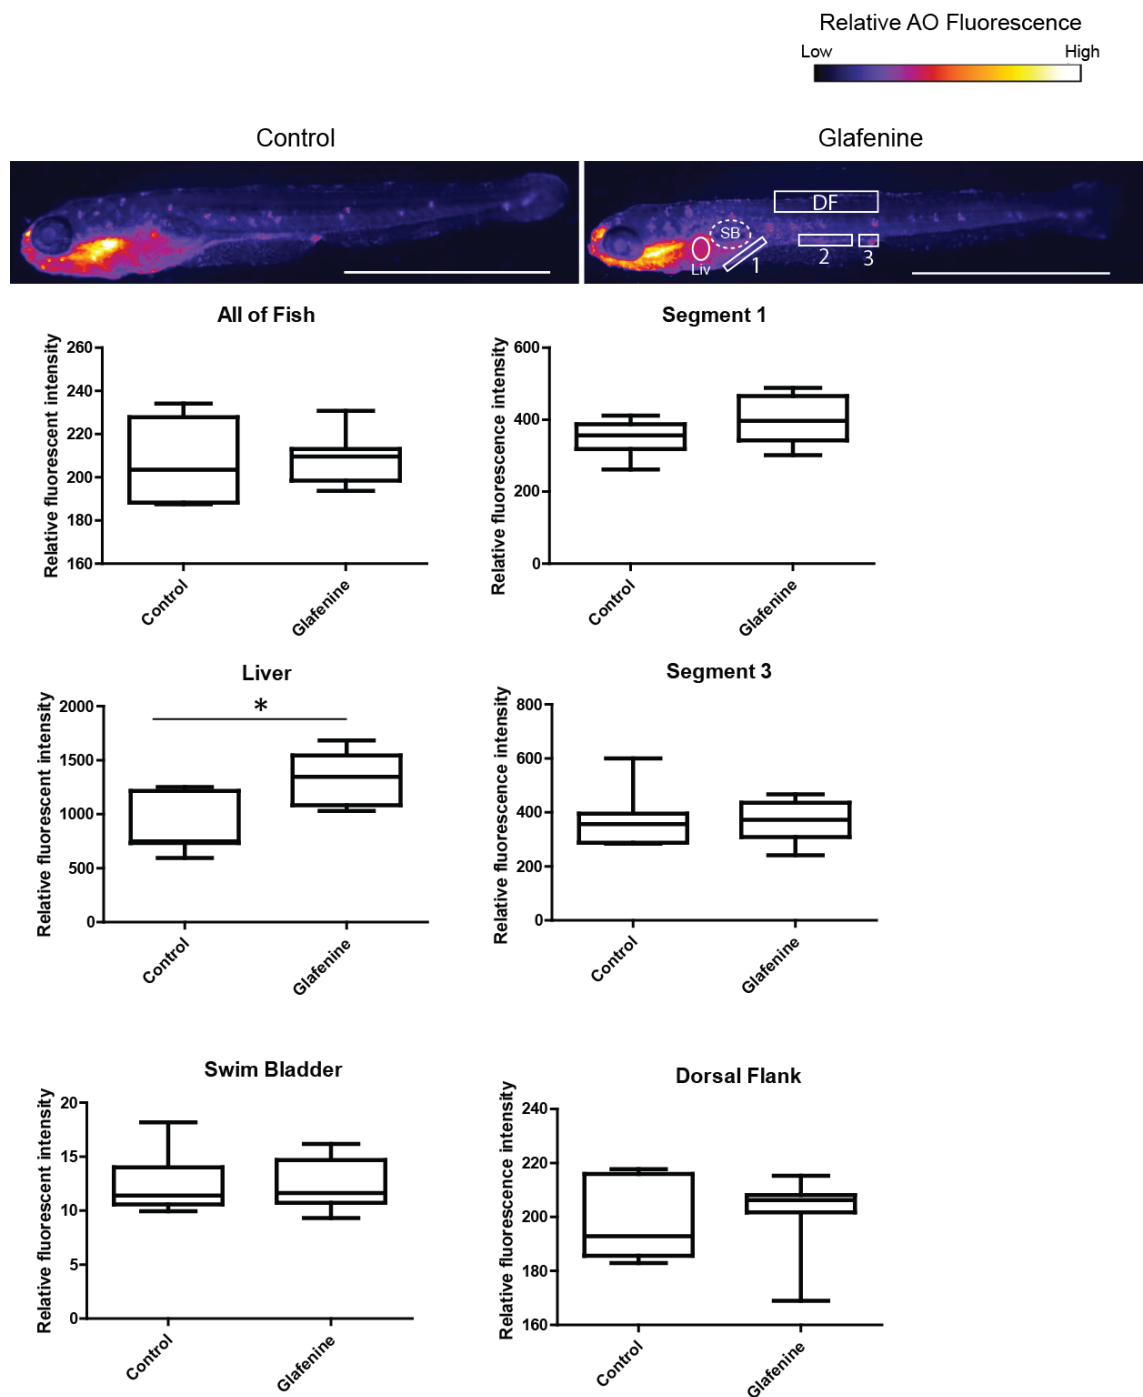 Relative AO Fluorescence
Low High
Control Glafenine
DF
SB
Liv 1 2 3
All of Fish
Relative fluorescent intensity
260
240
220
200
180
160
Control
Glafenine
Segment 1
Relative fluorescence intensity
600
400
200
0
Control
Glafenine
Liver
Relative fluorescent intensity
2000
1500
1000
500
0
*
Control
Glafenine
Segment 3
Relative fluorescence intensity
800
600
400
200
0
Control
Glafenine
Swim Bladder
Relative fluorescent intensity
20
15
10
5
0
Control
Glafenine
Dorsal Flank
Relative fluorescence intensity
240
220
200
180
160
Control
Glafenine